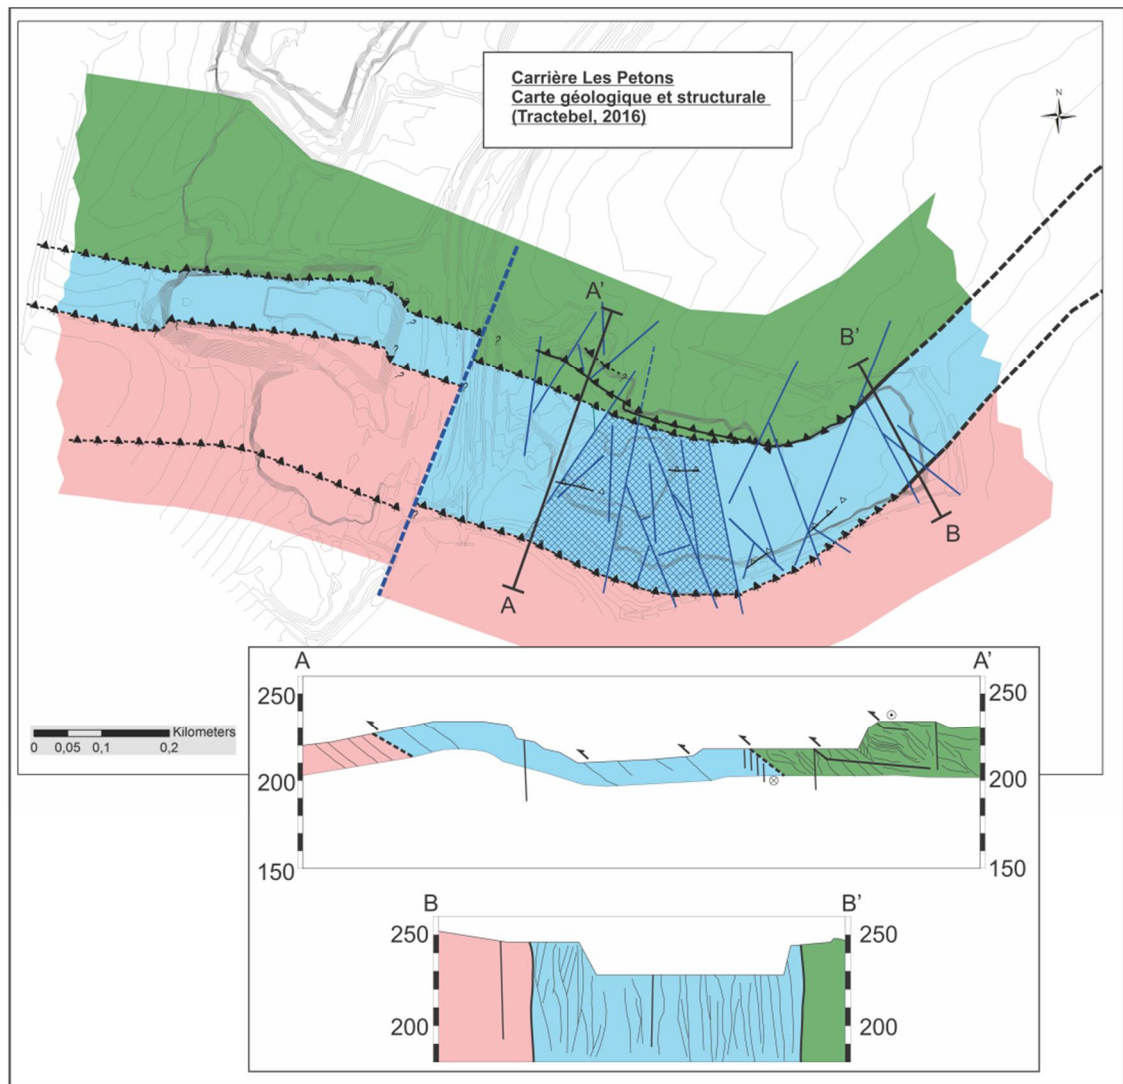 Carrière Les Petons
Carte géologique et structurale
(Tractebel, 2016)
N
A'
B'
?
?
?
?
?
?
?
?
?
B
A
A
A'
250
200
150
250
200
150
Kilometers
0 0,05 0,1 0,2
B
B'
250
200
250
200